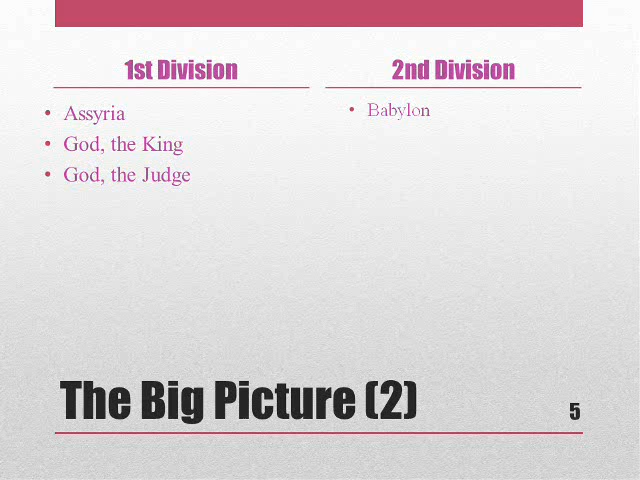 1st Division
• Assyria
• God, the King
• God, the Judge
2nd Division
• Babylon
The Big Picture (2)
5